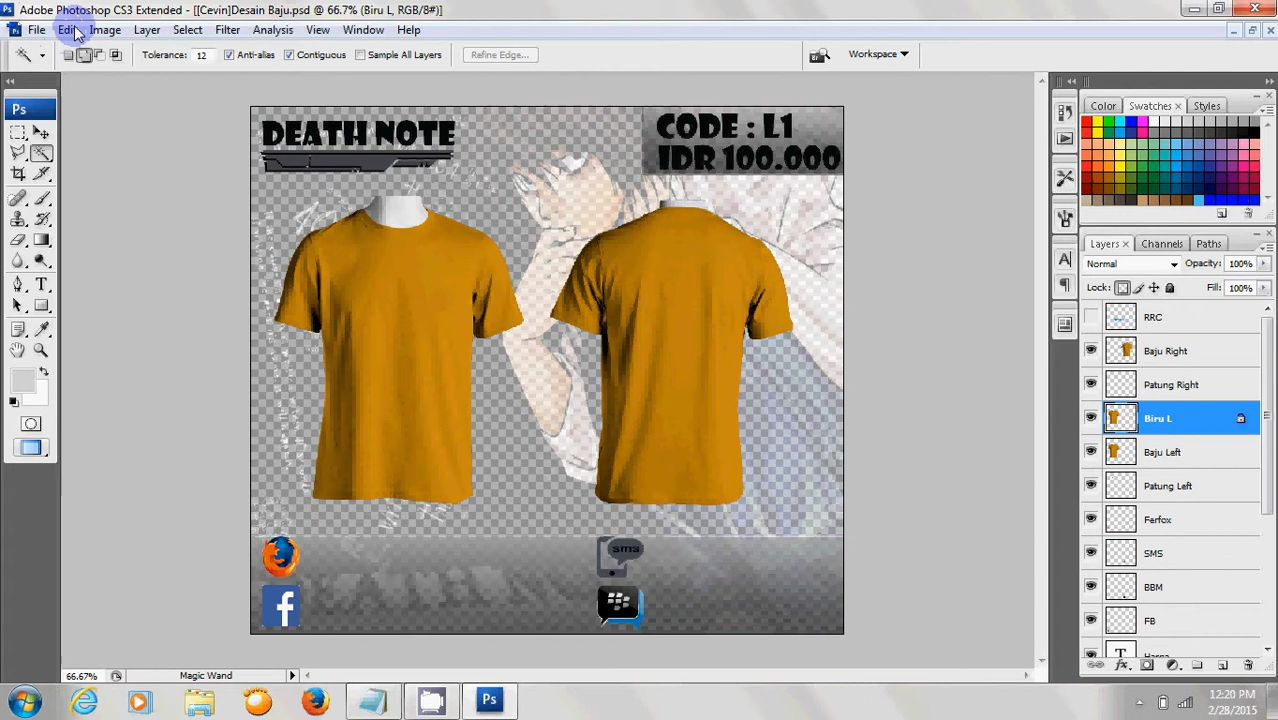 Adobe Photoshop CS3 Extended - [[Cevin]Desain Baju.psd @ 66.7% (Biru L, RGB/8#)]
File Edit Image Layer Select Filter Analysis View Window Help
Tolerance: 12 Anti-alias Contiguous Sample All Layers Refine Edge... Workspace
Ps
Color Swatches Styles
DEATH NOTE
CODE : L1
IDR 100.000
Layers Channels Paths
Normal Opacity: 100%
Lock: Fill: 100%
RRC
Baju Right
Patung Right
Biru L
Baju Left
Patung Left
Ferfox
SMS
BBM
FB
Harga
sms
66.67% Magic Wand
Ps
12:20 PM
2/28/2015